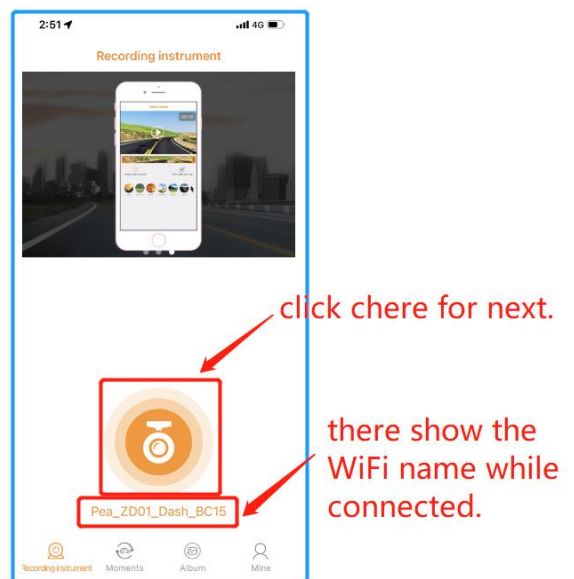 2:51
4G
Recording instrument
click chere for next.
there show the
WiFi name while
connected.
Pea_ZD01_Dash_BC15
Recording instrument
Moments
Album
Mine